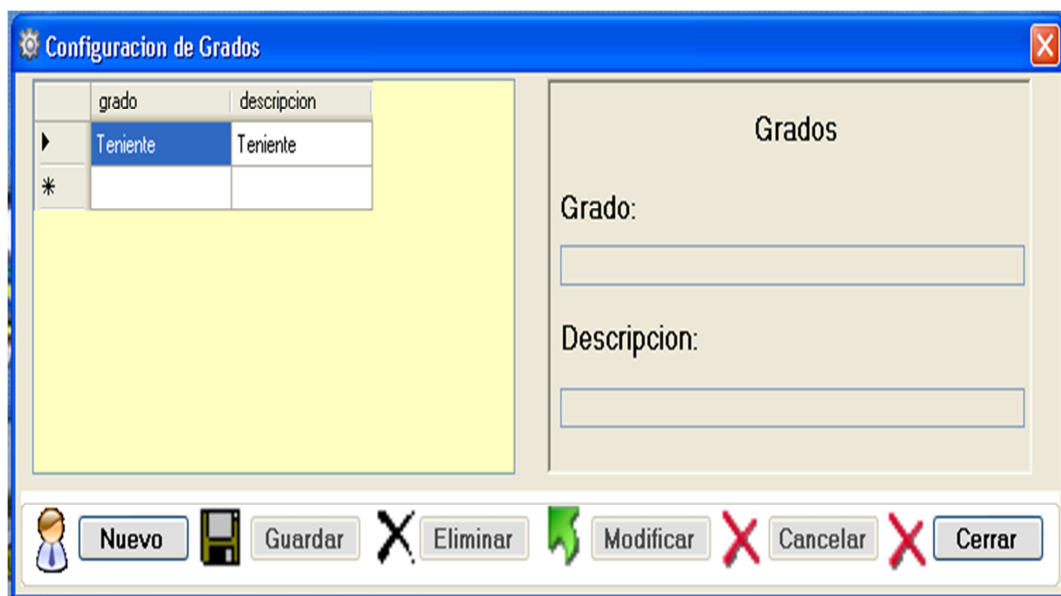 Configuracion de Grados
grado descripcion
Teniente Teniente
Grados
Grado:
Descripcion:
Nuevo Guardar Eliminar Modificar Cancelar Cerrar